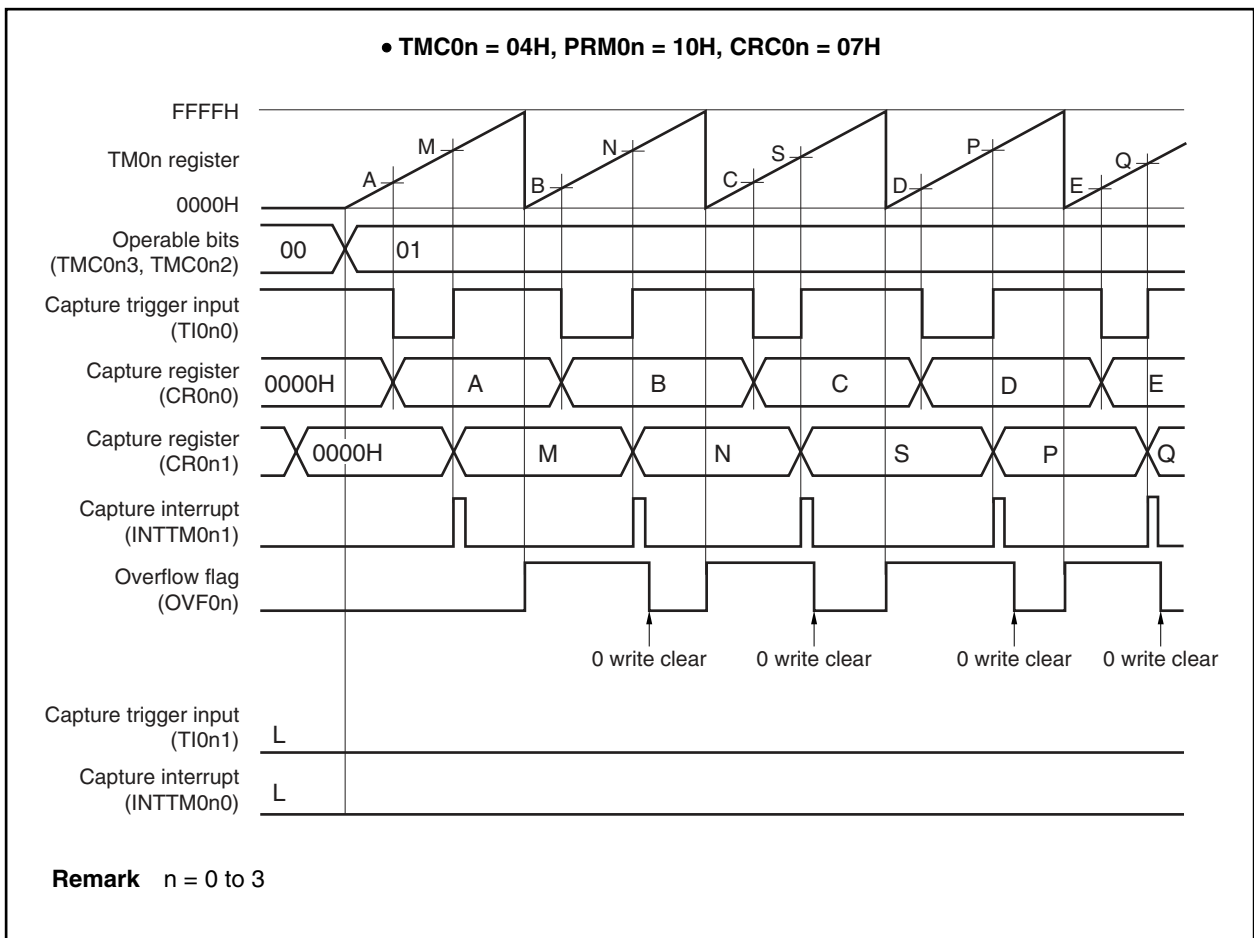 • TMC0n = 04H, PRM0n = 10H, CRC0n = 07H
FFFFH
TM0n register
0000H
A M B N C S D P E Q
Operable bits
(TMC0n3, TMC0n2)
00 01
Capture trigger input
(TI0n0)
Capture register
(CR0n0)
0000H A B C D E
Capture register
(CR0n1)
0000H M N S P Q
Capture interrupt
(INTTM0n1)
Overflow flag
(OVF0n)
0 write clear 0 write clear 0 write clear 0 write clear
Capture trigger input
(TI0n1)
L
Capture interrupt
(INTTM0n0)
L
Remark n = 0 to 3